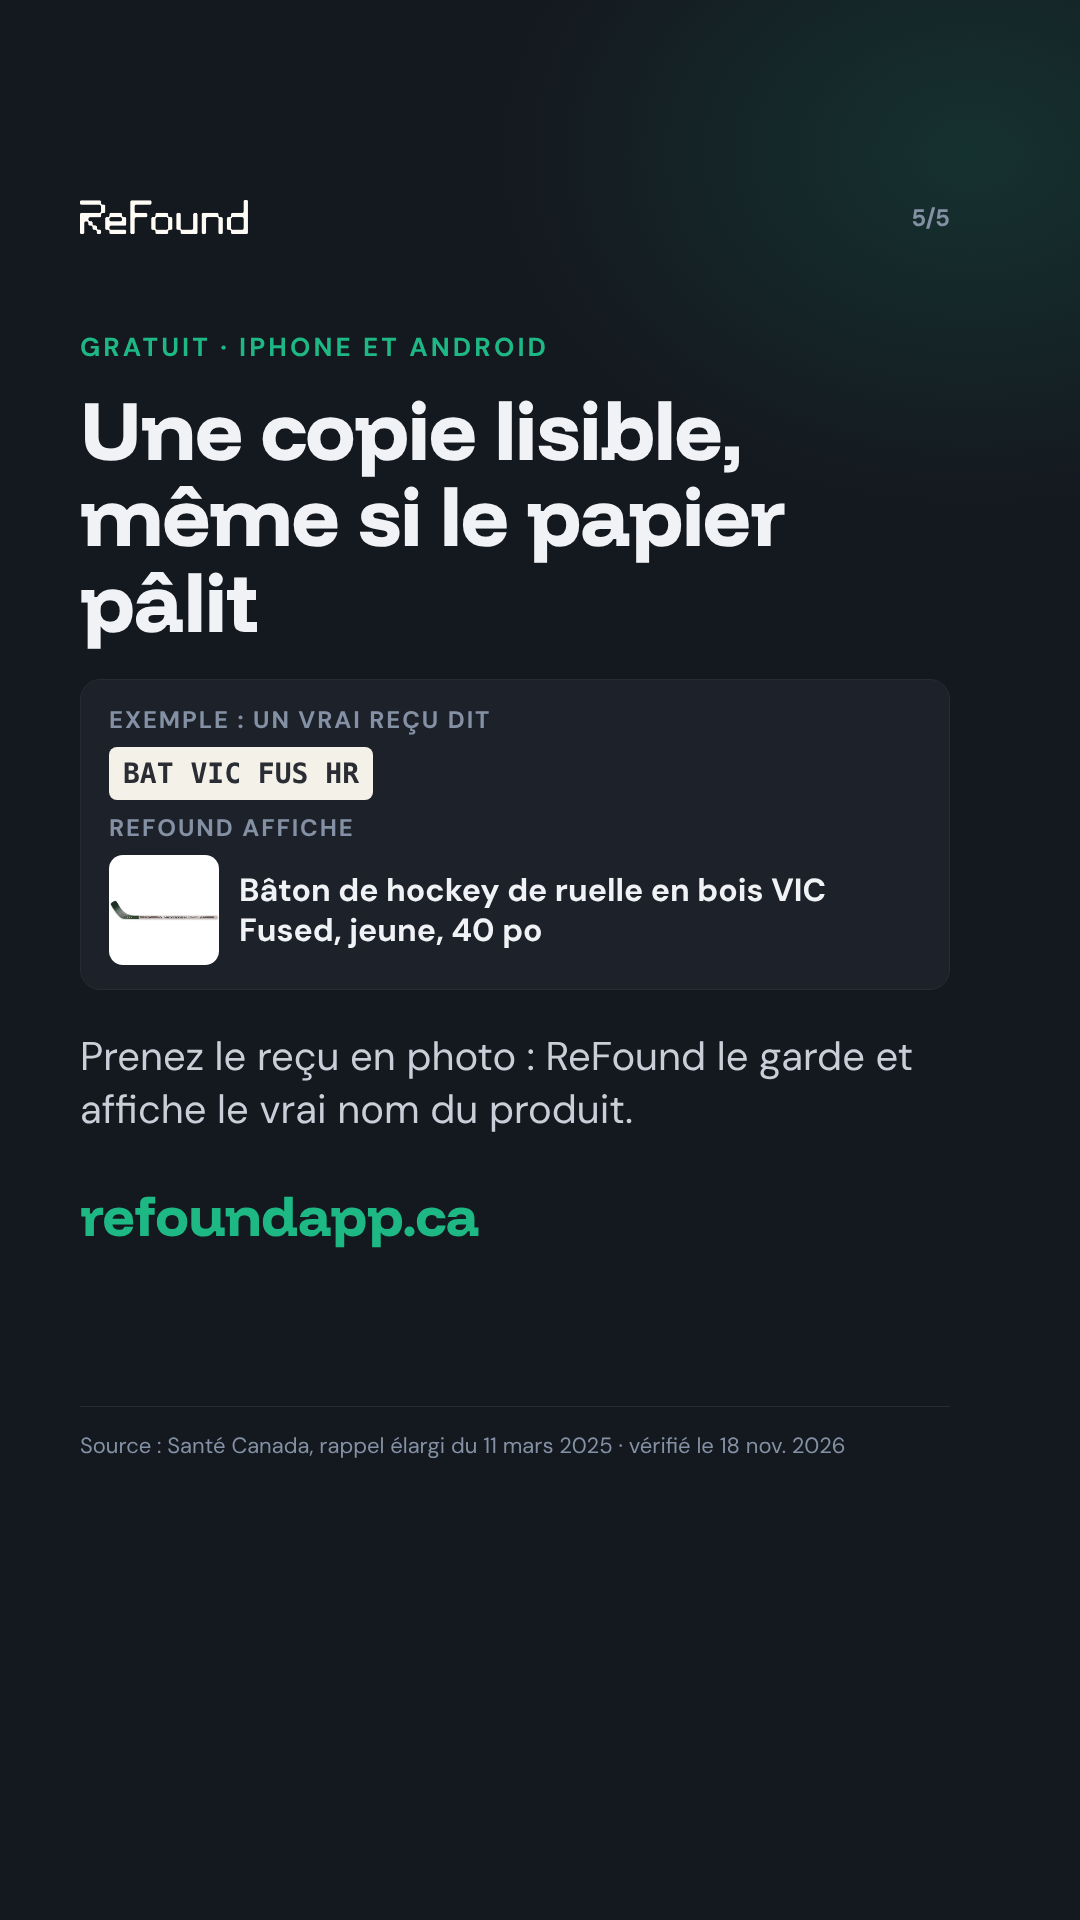 ReFound
5/5
GRATUIT · IPHONE ET ANDROID
Une copie lisible,
même si le papier
pâlit
EXEMPLE : UN VRAI REÇU DIT
BAT VIC FUS HR
REFOUND AFFICHE
Bâton de hockey de ruelle en bois VIC
Fused, jeune, 40 po
Prenez le reçu en photo : ReFound le garde et
affiche le vrai nom du produit.
refoundapp.ca
Source : Santé Canada, rappel élargi du 11 mars 2025 · vérifié le 18 nov. 2026